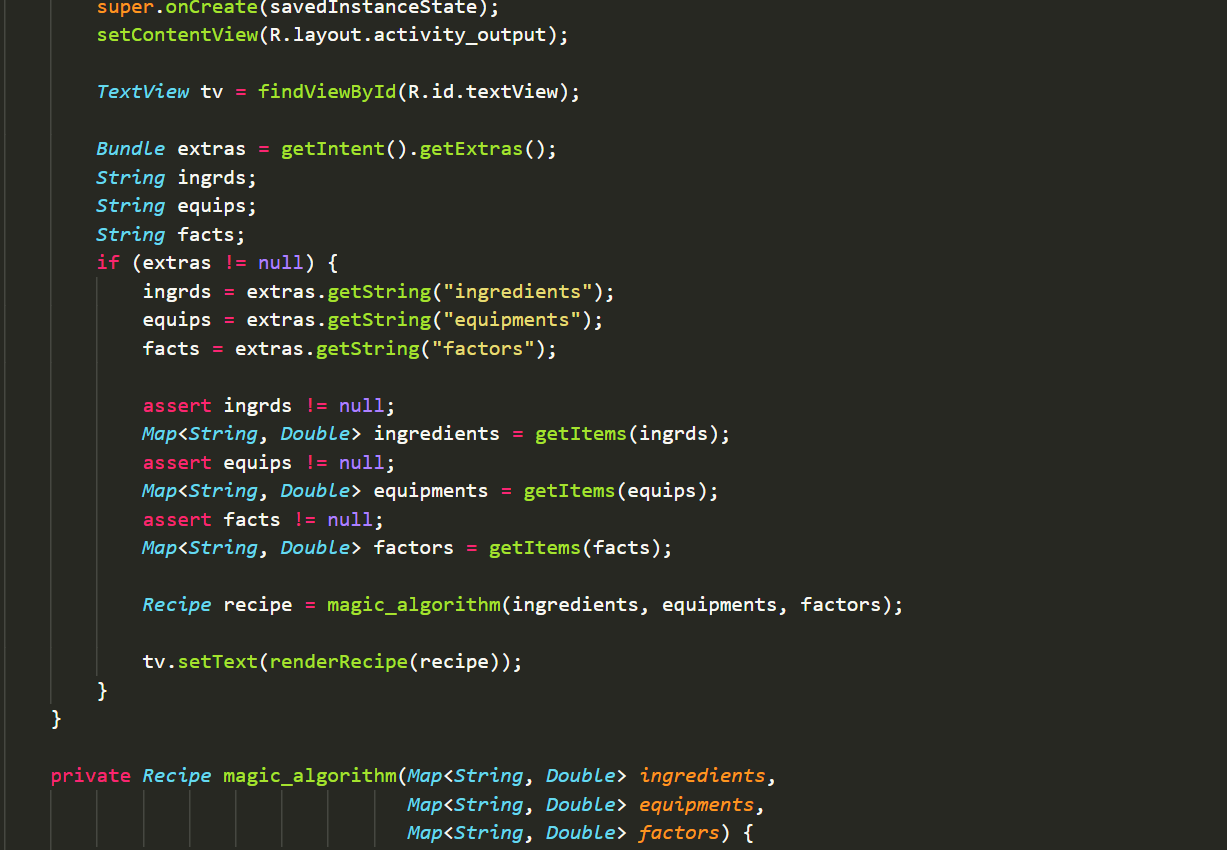 super.onCreate(savedInstanceState);
setContentView(R.layout.activity_output);
TextView tv = findViewById(R.id.textView);
Bundle extras = getIntent().getExtras();
String ingrds;
String equips;
String facts;
if (extras != null) {
ingrds = extras.getString("ingredients");
equips = extras.getString("equipments");
facts = extras.getString("factors");
assert ingrds != null;
Map<String, Double> ingredients = getItems(ingrds);
assert equips != null;
Map<String, Double> equipments = getItems(equips);
assert facts != null;
Map<String, Double> factors = getItems(facts);
Recipe recipe = magic_algorithm(ingredients, equipments, factors);
tv.setText(renderRecipe(recipe));
}
}
private Recipe magic_algorithm(Map<String, Double> ingredients,
Map<String, Double> equipments,
Map<String, Double> factors) {